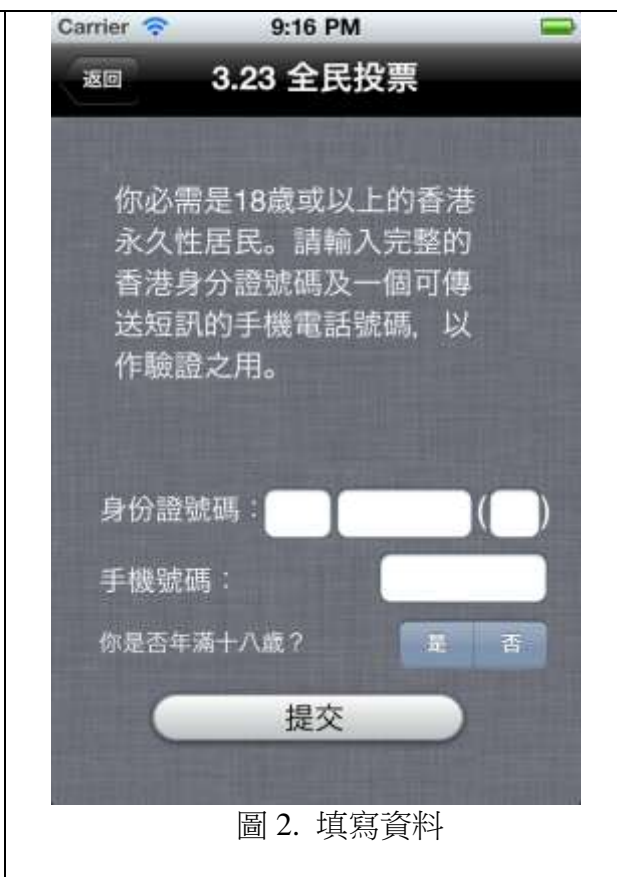 Carrier 9:16 PM
返回 3.23 全民投票
你必需是18歲或以上的香港
永久性居民。請輸入完整的
香港身分證號碼及一個可傳
送短訊的手機電話號碼，以
作驗證之用。
身份證號碼：( )
手機號碼：
你是否年滿十八歲？ 是 否
提交
圖 2. 填寫資料